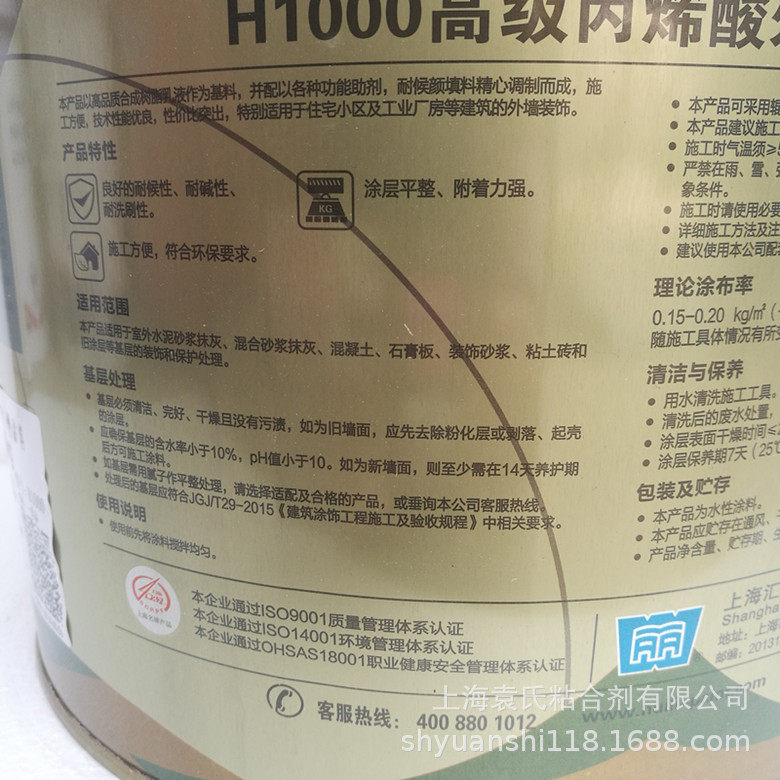 H1000高级丙烯酸
本产品以高品质合成树脂乳液作为基料，并配以各种功能助剂，耐候颜填料精心调制而成，施
工方便，技术性能优良，性价比突出，特别适用于住宅小区及工业厂房等建筑的外墙装饰。
产品特性
良好的耐候性、耐碱性、
耐洗刷性。
KG
涂层平整、附着力强。
施工方便，符合环保要求。
适用范围
本产品适用于室外水泥砂浆抹灰、混合砂浆抹灰、混凝土、石膏板、装饰砂浆、粘土砖和
旧涂层等基层的装饰和保护处理。
基层处理
• 基层必须清洁、完好、干燥且没有污渍，如为旧墙面，应先去除粉化层或剥落、起壳
的涂层。
• 应确保基层的含水率小于10%，pH值小于10。如为新墙面，则至少需在14天养护期
后方可施工涂料。
• 如基层需用腻子作平整处理，请选择适配及合格的产品，或垂询本公司客服热线。
• 处理后的基层应符合JGJ/T29-2015《建筑涂饰工程施工及验收规程》中相关要求。
使用说明
• 使用前先将涂料搅拌均匀。
• 本产品可采用辊
• 本产品建议施工
• 施工时气温须≥5
• 严禁在雨、雪、
象条件。
• 施工时请使用必要
• 详细施工方法及注
• 建议使用本公司配
理论涂布率
0.15-0.20 kg/m²
随施工具体情况有所
清洁与保养
• 用水清洗施工工具。
• 清洗后的废水处置，
• 涂层表面干燥时间≤2
• 涂层保养期7天（25℃
包装及贮存
• 本产品为水性涂料。
• 本产品应贮存在通风、
• 产品净含量、贮存期、生
上海名牌产品
本企业通过ISO9001质量管理体系认证
本企业通过ISO14001环境管理体系认证
本企业通过OHSAS18001职业健康安全管理体系认证
客服热线：400 880 1012
上海汇
Shanghai
地址：上海
邮编：20131
上海袁氏粘合剂有限公司
shyuanshi118.1688.com